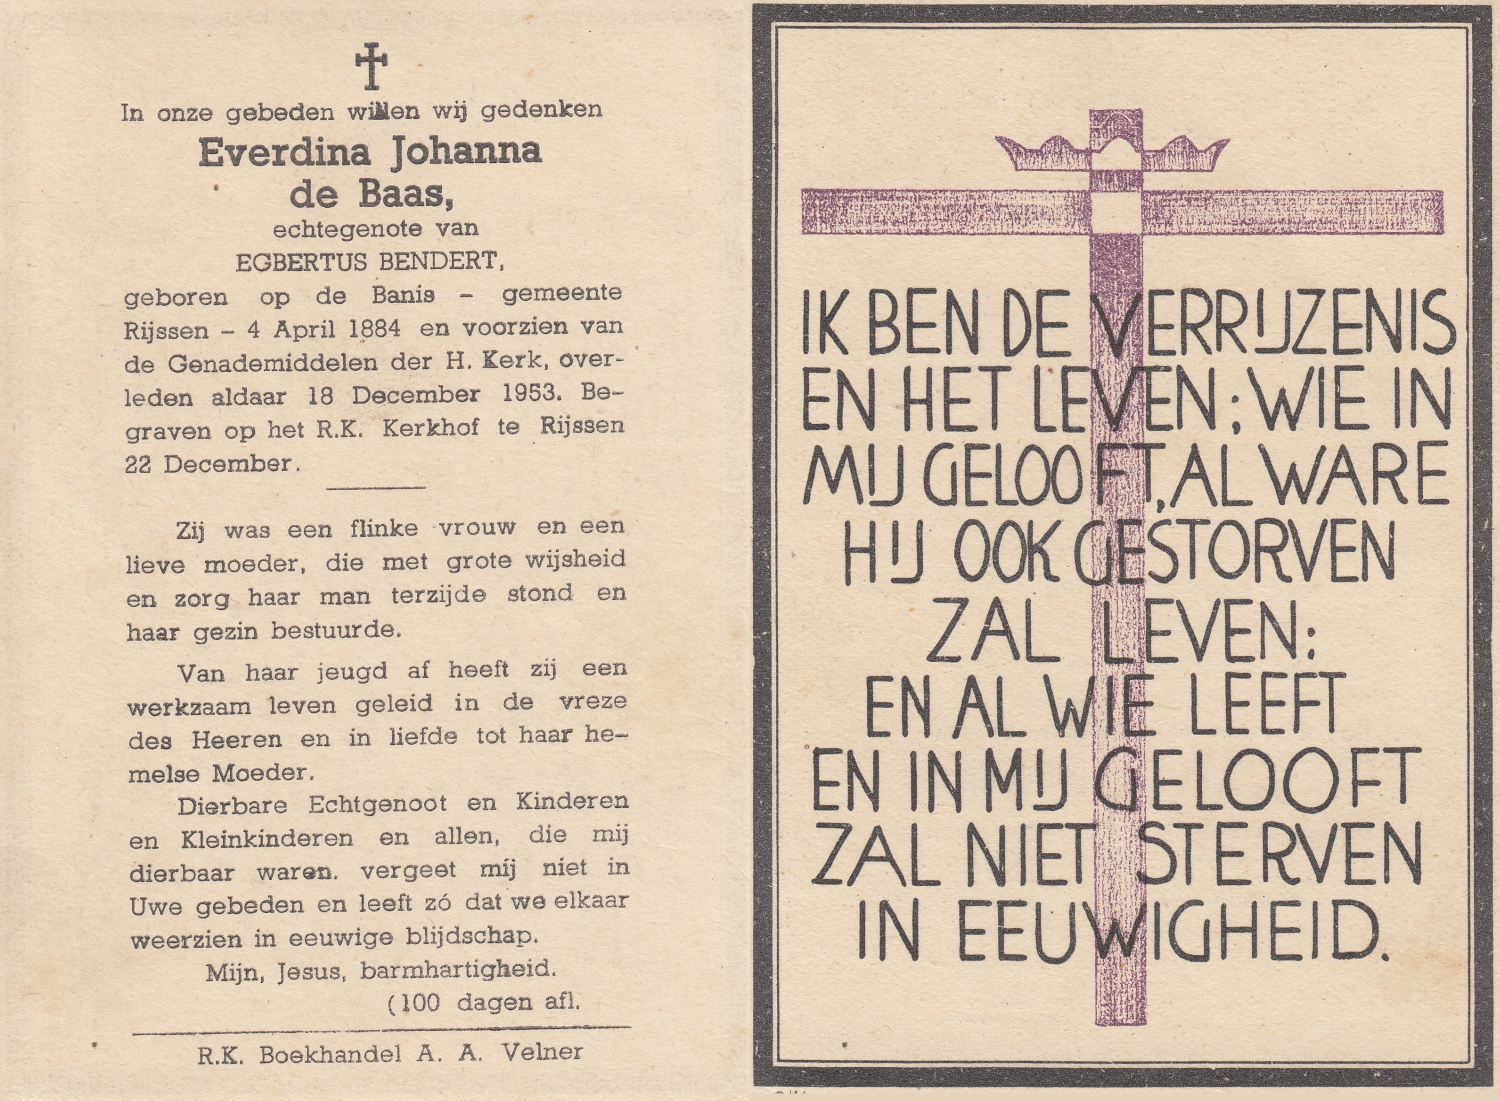 In onze gebeden willen wij gedenken
Everdina Johanna
de Baas,
echtegenote van
EGBERTUS BENDERT,
geboren op de Banis – gemeente
Rijssen – 4 April 1884 en voorzien van
de Genademiddelen der H. Kerk, over-
leden aldaar 18 December 1953. Be-
graven op het R.K. Kerkhof te Rijssen
22 December.
Zij was een flinke vrouw en een
lieve moeder, die met grote wijsheid
en zorg haar man terzijde stond en
haar gezin bestuurde.
Van haar jeugd af heeft zij een
werkzaam leven geleid in de vreze
des Heeren en in liefde tot haar he-
melse Moeder.
Dierbare Echtgenoot en Kinderen
en Kleinkinderen en allen, die mij
dierbaar waren. vergeet mij niet in
Uwe gebeden en leeft zó dat we elkaar
weerzien in eeuwige blijdschap.
Mijn, Jesus, barmhartigheid.
(100 dagen afl.
R.K. Boekhandel A. A. Velner
IK BEN DE VERRIJZENIS
EN HET LEVEN; WIE IN
MIJ GELOOFT, AL WARE
HIJ OOK GESTORVEN
ZAL LEVEN:
EN AL WIE LEEFT
EN IN MIJ GELOOFT
ZAL NIET STERVEN
IN EEUWIGHEID.